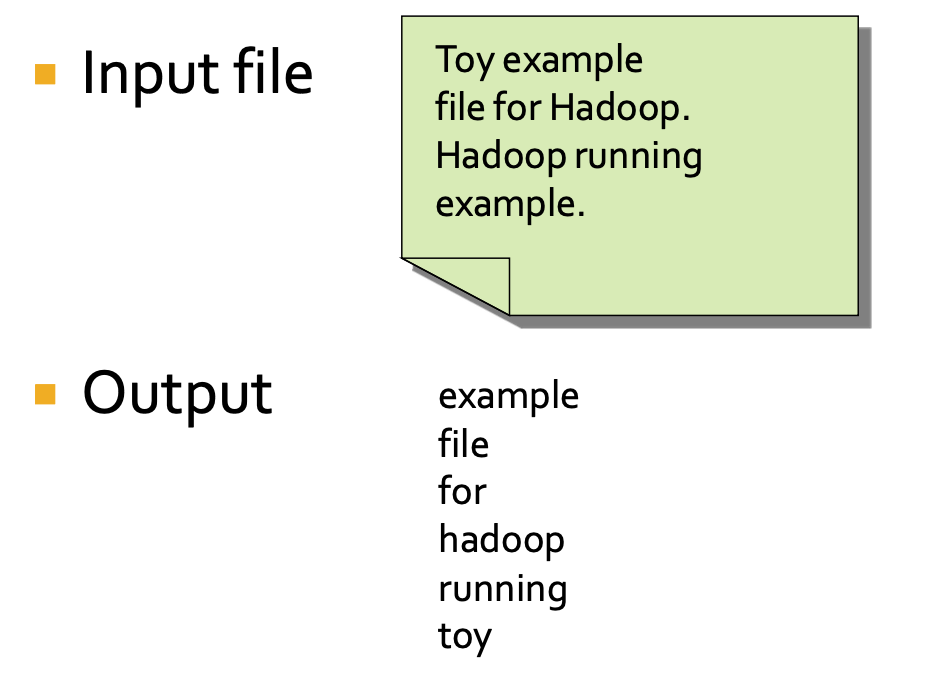 Input file
Toy example
file for Hadoop.
Hadoop running
example.
Output
example
file
for
hadoop
running
toy